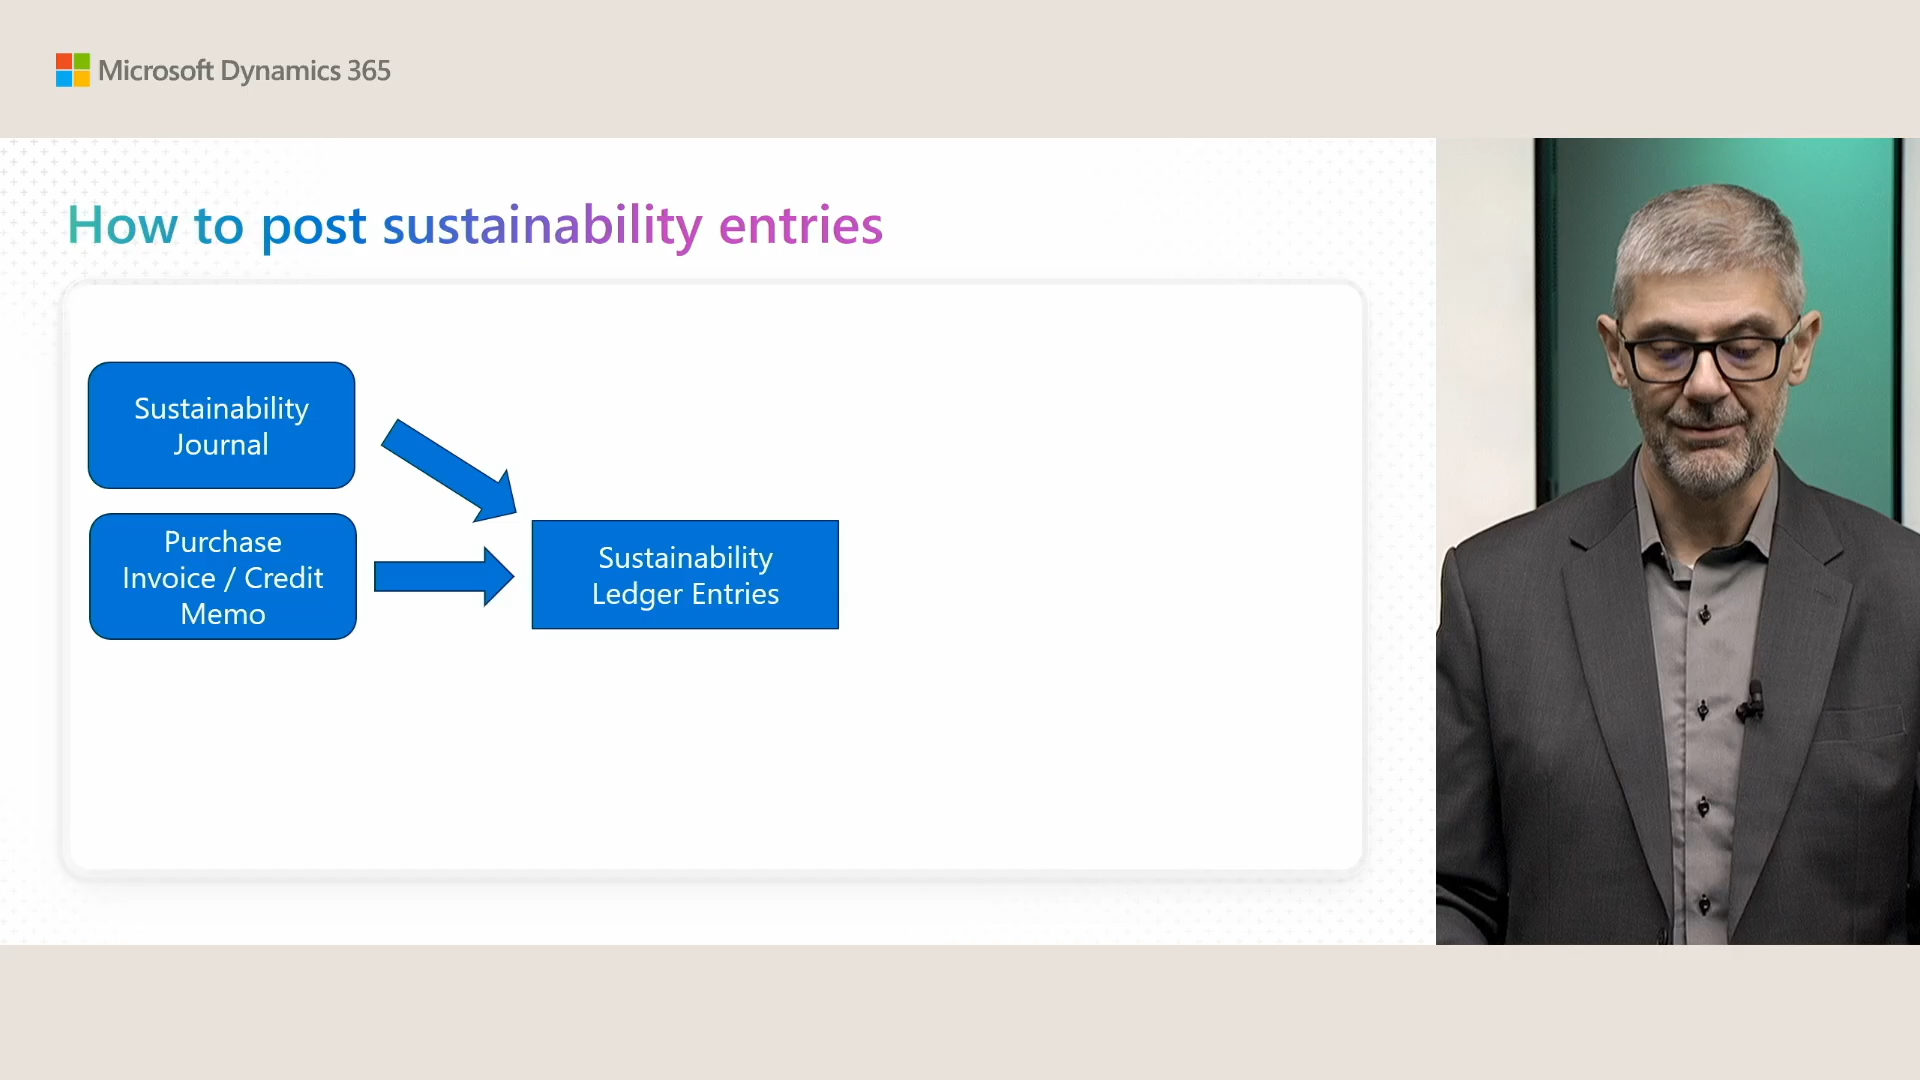 Microsoft Dynamics 365
How to post sustainability entries
Sustainability
Journal
Purchase
Invoice / Credit
Memo
Sustainability
Ledger Entries